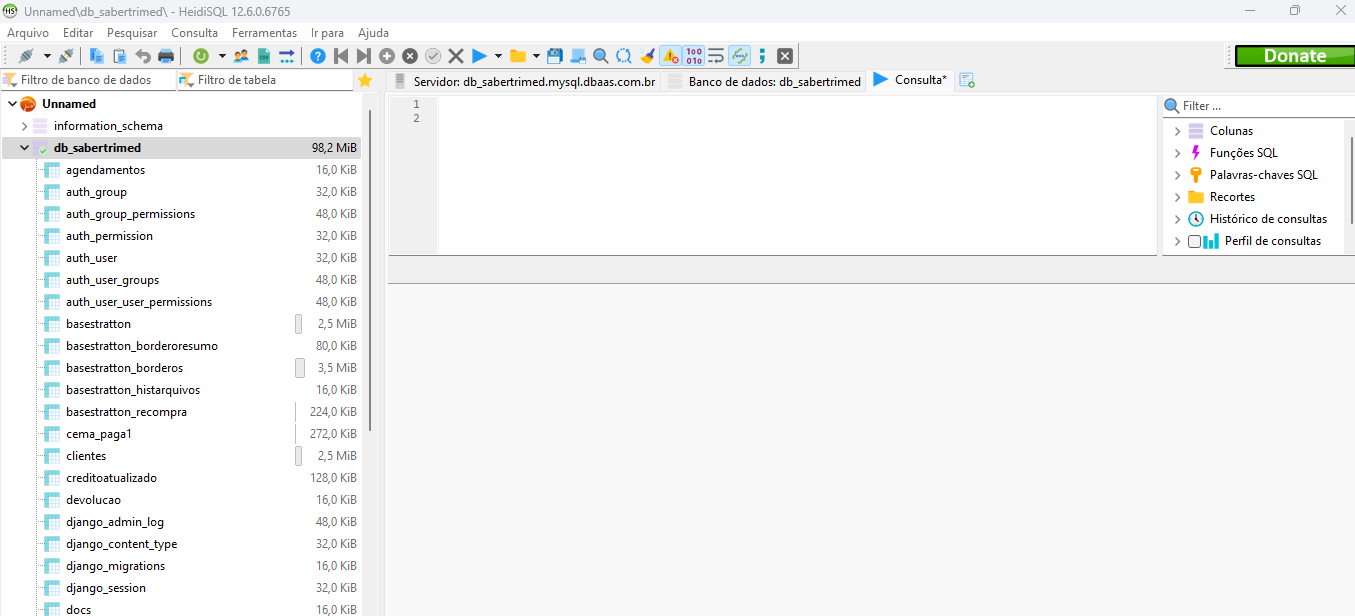 HS Unnamed\db_sabertrimed\ - HeidiSQL 12.6.0.6765
Arquivo Editar Pesquisar Consulta Ferramentas Ir para Ajuda
Donate
Filtro de banco de dados Filtro de tabela
Servidor: db_sabertrimed.mysql.dbaas.com.br Banco de dados: db_sabertrimed Consulta*
Unnamed
information_schema
db_sabertrimed 98,2 MiB
agendamentos 16,0 KiB
auth_group 32,0 KiB
auth_group_permissions 48,0 KiB
auth_permission 32,0 KiB
auth_user 32,0 KiB
auth_user_groups 48,0 KiB
auth_user_user_permissions 48,0 KiB
basestratton 2,5 MiB
basestratton_borderoresumo 80,0 KiB
basestratton_borderos 3,5 MiB
basestratton_histarquivos 16,0 KiB
basestratton_recompra 224,0 KiB
cema_paga1 272,0 KiB
clientes 2,5 MiB
creditoatualizado 128,0 KiB
devolucao 16,0 KiB
django_admin_log 48,0 KiB
django_content_type 32,0 KiB
django_migrations 16,0 KiB
django_session 32,0 KiB
docs 16,0 KiB
1
2
Filter ...
Colunas
Funções SQL
Palavras-chaves SQL
Recortes
Histórico de consultas
Perfil de consultas